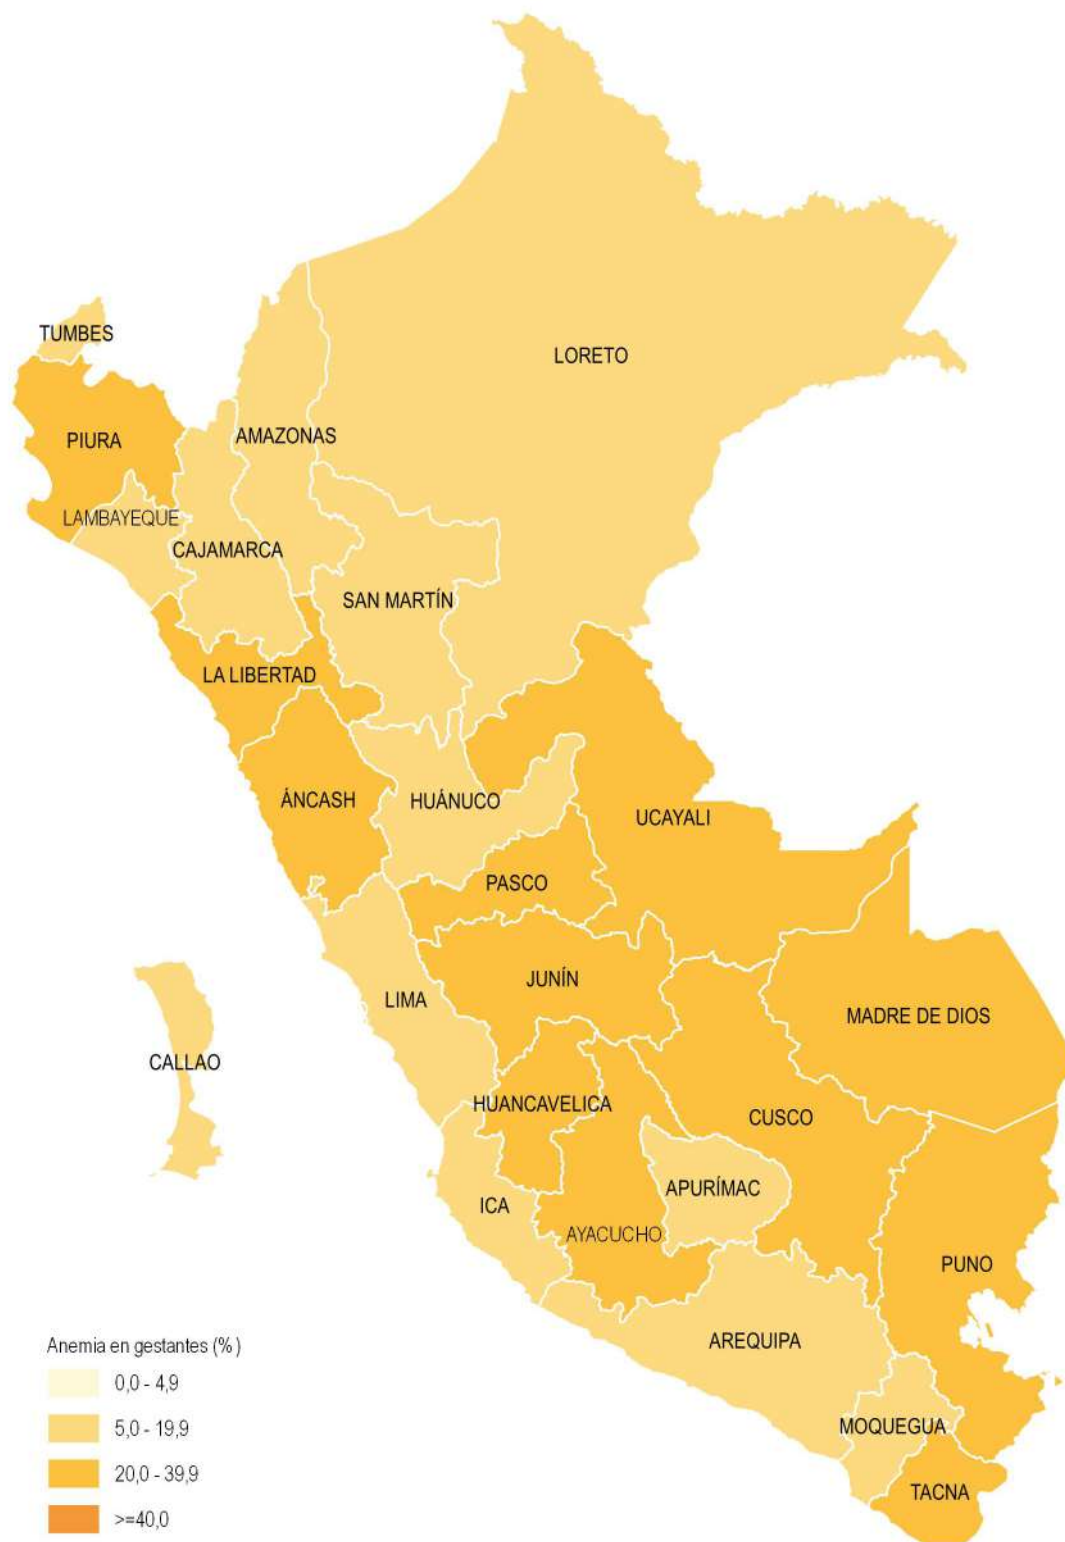 TUMBES
LORETO
PIURA
AMAZONAS
LAMBAYEQUE
CAJAMARCA
SAN MARTÍN
LA LIBERTAD
ÁNCASH
HUÁNUCO
UCAYALI
PASCO
JUNÍN
LIMA
MADRE DE DIOS
CALLAO
HUANCAVELICA
CUSCO
APURÍMAC
ICA
AYACUCHO
PUNO
AREQUIPA
MOQUEGUA
TACNA
Anemia en gestantes (%)
0,0 - 4,9
5,0 - 19,9
20,0 - 39,9
>=40,0